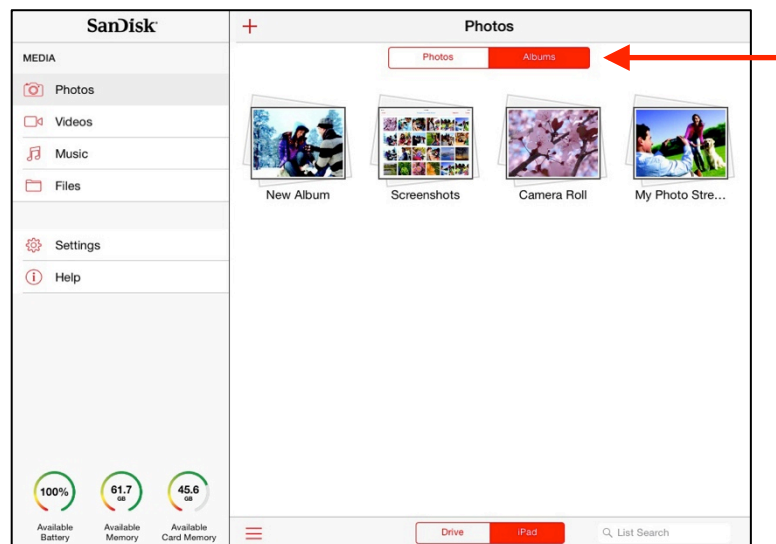 SanDisk
MEDIA
Photos
Videos
Music
Files
Settings
Help
100%
61.7
GB
45.6
GB
Available
Battery
Available
Memory
Available
Card Memory
+
Photos
Photos
Albums
New Album
Screenshots
Camera Roll
My Photo Stre...
Drive
iPad
List Search